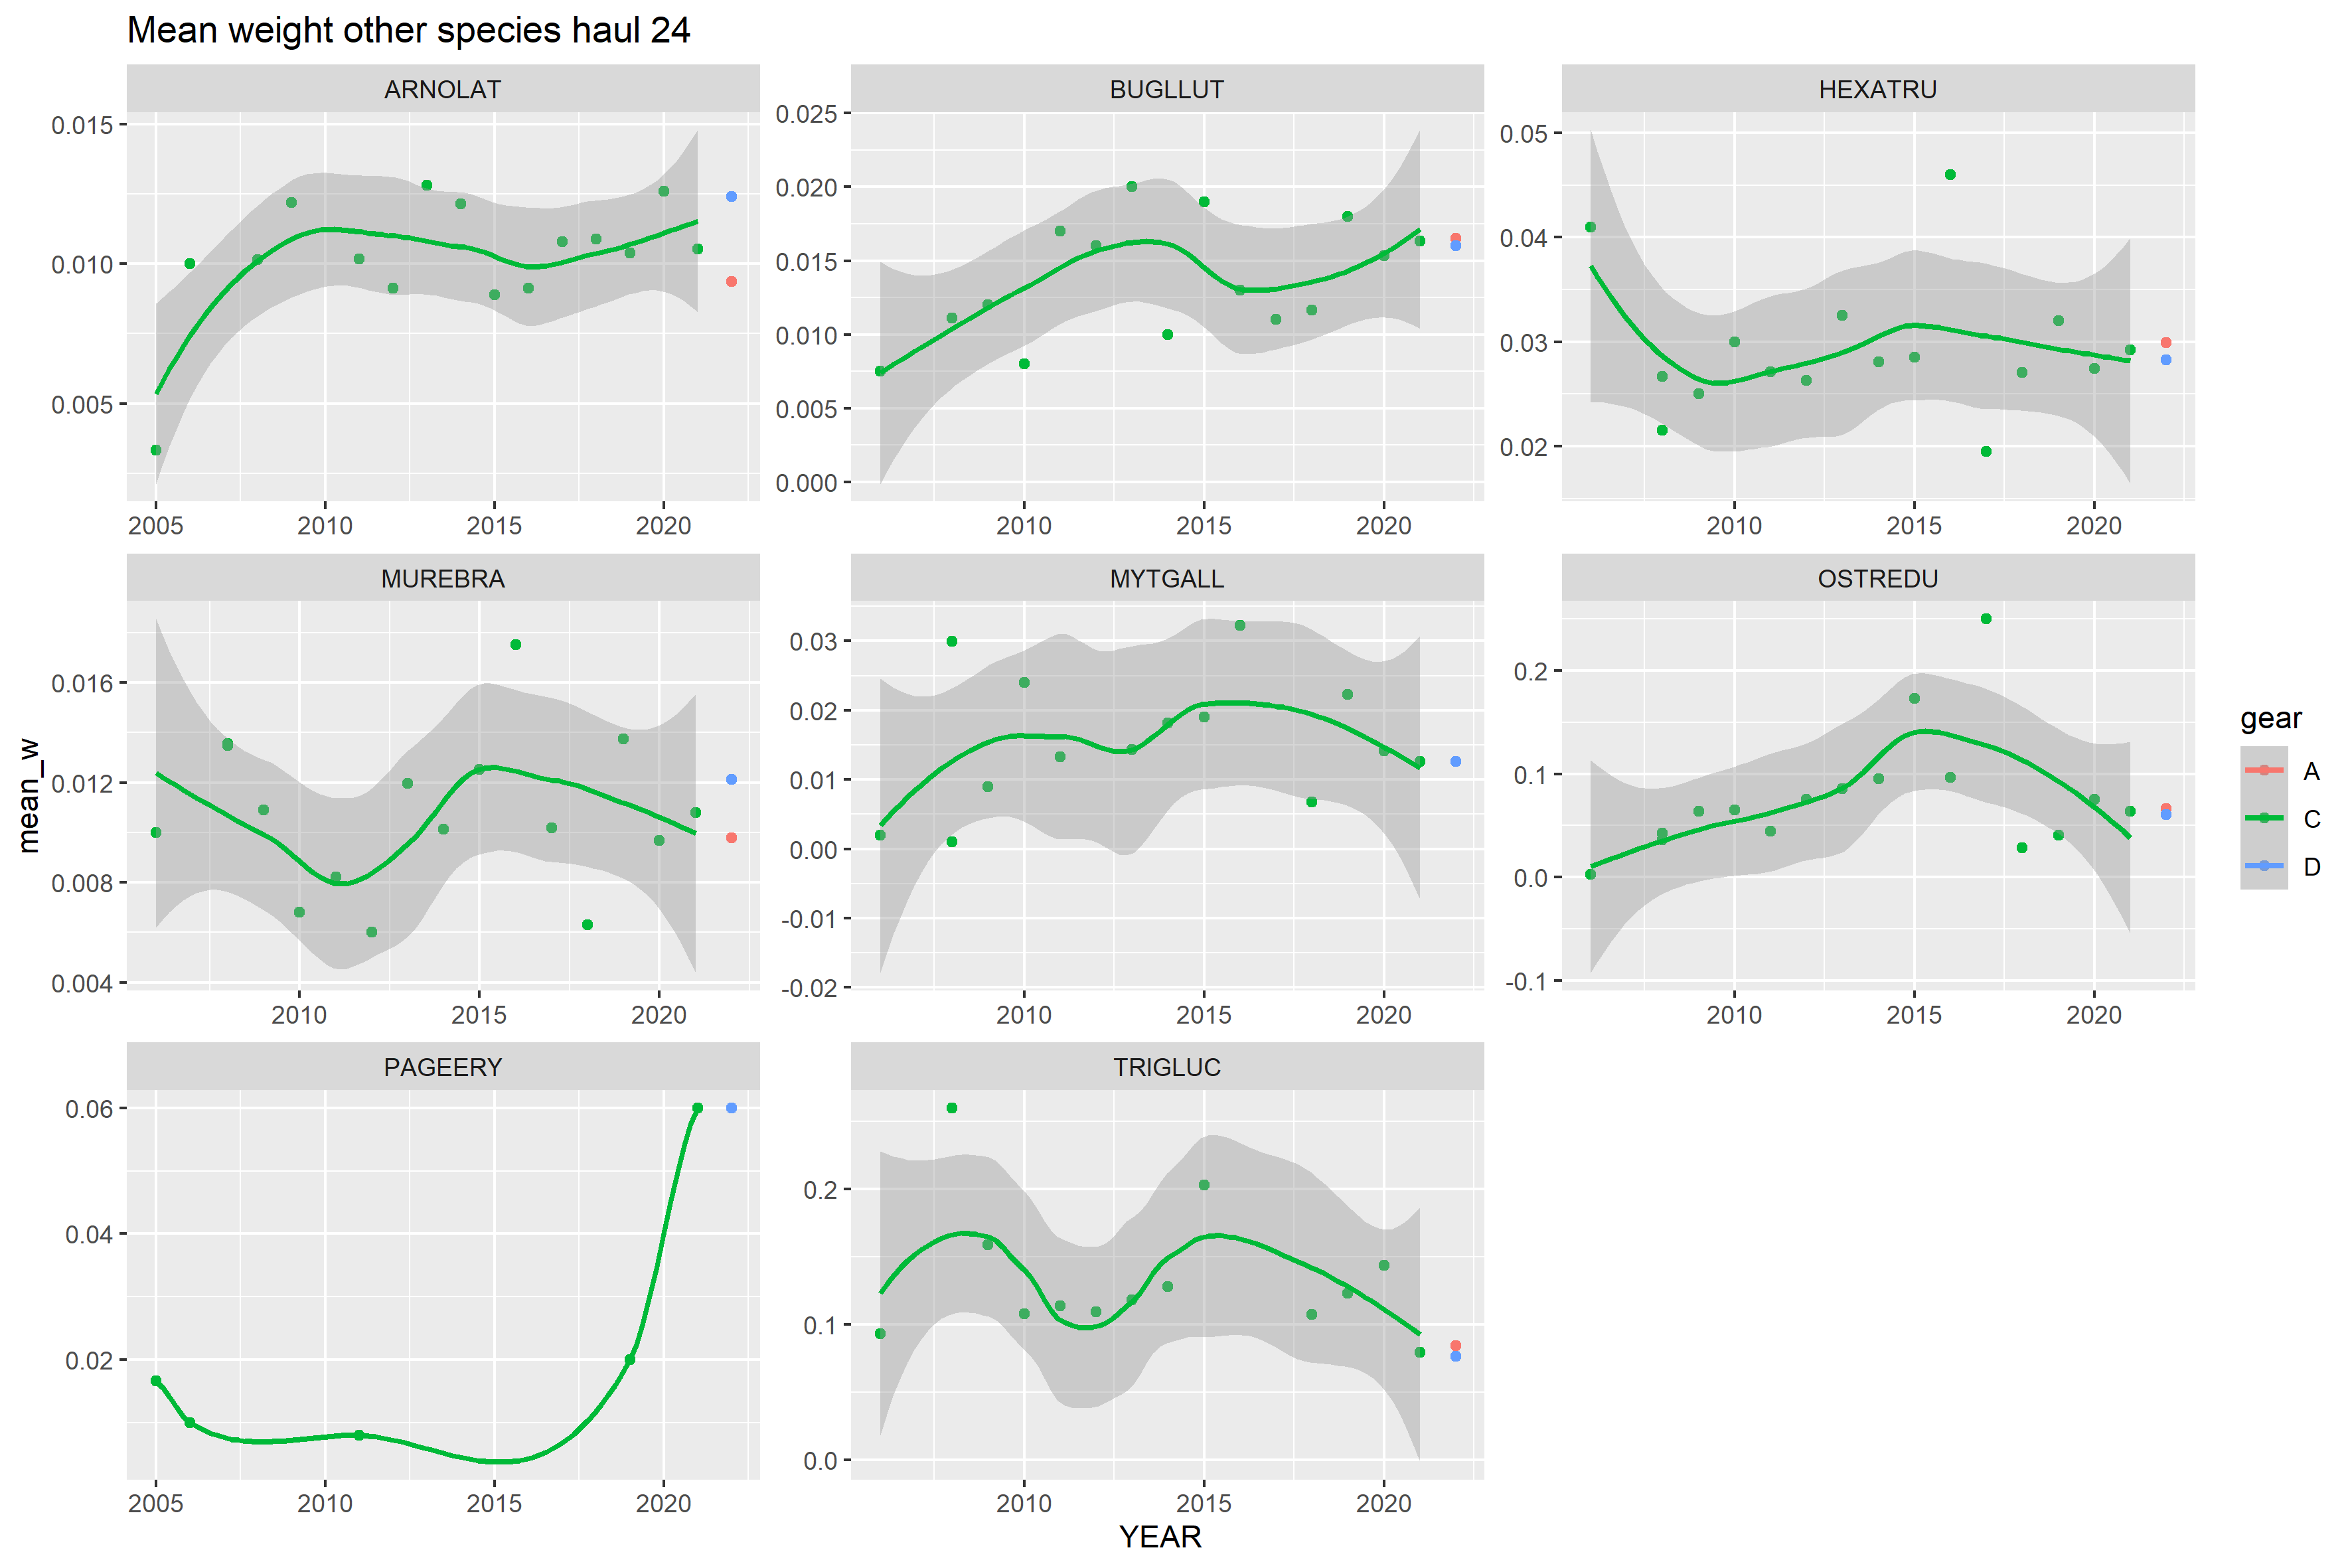 Mean weight other species haul 24
ARNOLAT
0.015
0.010
0.005
2005 2010 2015 2020
BUGLLUT
0.025
0.020
0.015
0.010
0.005
0.000
2010 2015 2020
HEXATRU
0.05
0.04
0.03
0.02
2010 2015 2020
MUREBRA
0.016
0.012
0.008
0.004
2010 2015 2020
MYTGALL
0.03
0.02
0.01
0.00
-0.01
-0.02
2010 2015 2020
OSTREDU
0.2
0.1
0.0
-0.1
2010 2015 2020
PAGEERY
0.06
0.04
0.02
2005 2010 2015 2020
TRIGLUC
0.2
0.1
0.0
2010 2015 2020
mean_w
YEAR
gear
A
C
D